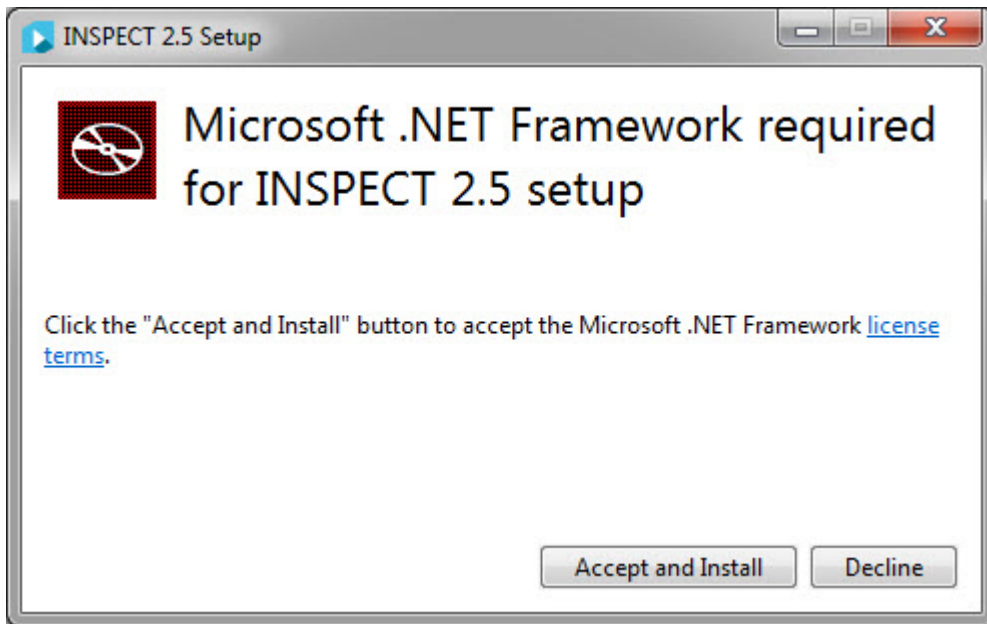 INSPECT 2.5 Setup
Microsoft .NET Framework required
for INSPECT 2.5 setup
Click the "Accept and Install" button to accept the Microsoft .NET Framework license
terms.
Accept and Install
Decline